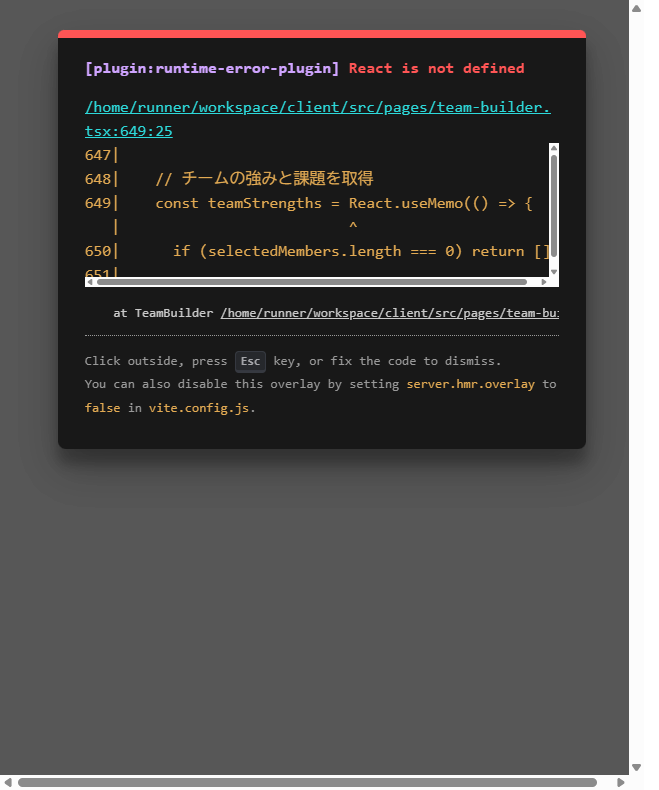 [plugin:runtime-error-plugin] React is not defined
/home/runner/workspace/client/src/pages/team-builder.
tsx:649:25
647|
648|    // チームの強みと課題を取得
649|    const teamStrengths = React.useMemo(() => {
   |                          ^
650|      if (selectedMembers.length === 0) return []
651|
at TeamBuilder /home/runner/workspace/client/src/pages/team-bu
Click outside, press Esc key, or fix the code to dismiss.
You can also disable this overlay by setting server.hmr.overlay to
false in vite.config.js.